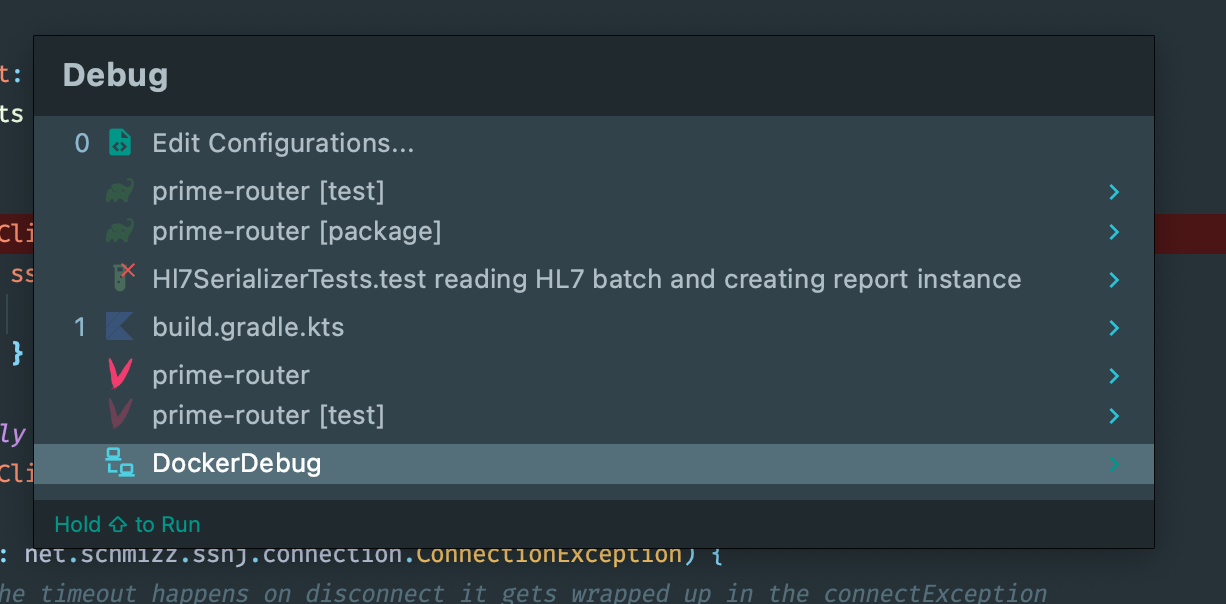 Debug
t:
ts
0 Edit Configurations...
prime-router [test]
prime-router [package]
Cli
Hl7SerializerTests.test reading HL7 batch and creating report instance
ss
1 build.gradle.kts
}
prime-router
prime-router [test]
ly
DockerDebug
Cli
Hold ⇧ to Run
: net.schmizz.sshj.connection.ConnectionException) {
he timeout happens on disconnect it gets wrapped up in the connectException